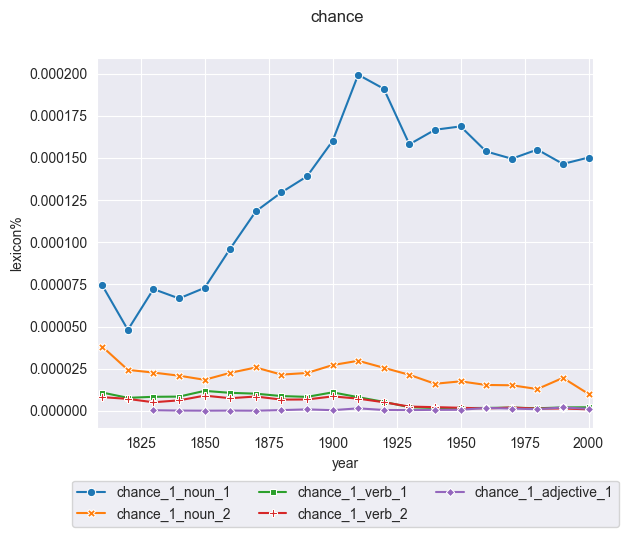 chance
0.000200
0.000175
0.000150
0.000125
0.000100
0.000075
0.000050
0.000025
0.000000
lexicon%
1825 1850 1875 1900 1925 1950 1975 2000
year
chance_1_noun_1 chance_1_verb_1 chance_1_adjective_1
chance_1_noun_2 chance_1_verb_2